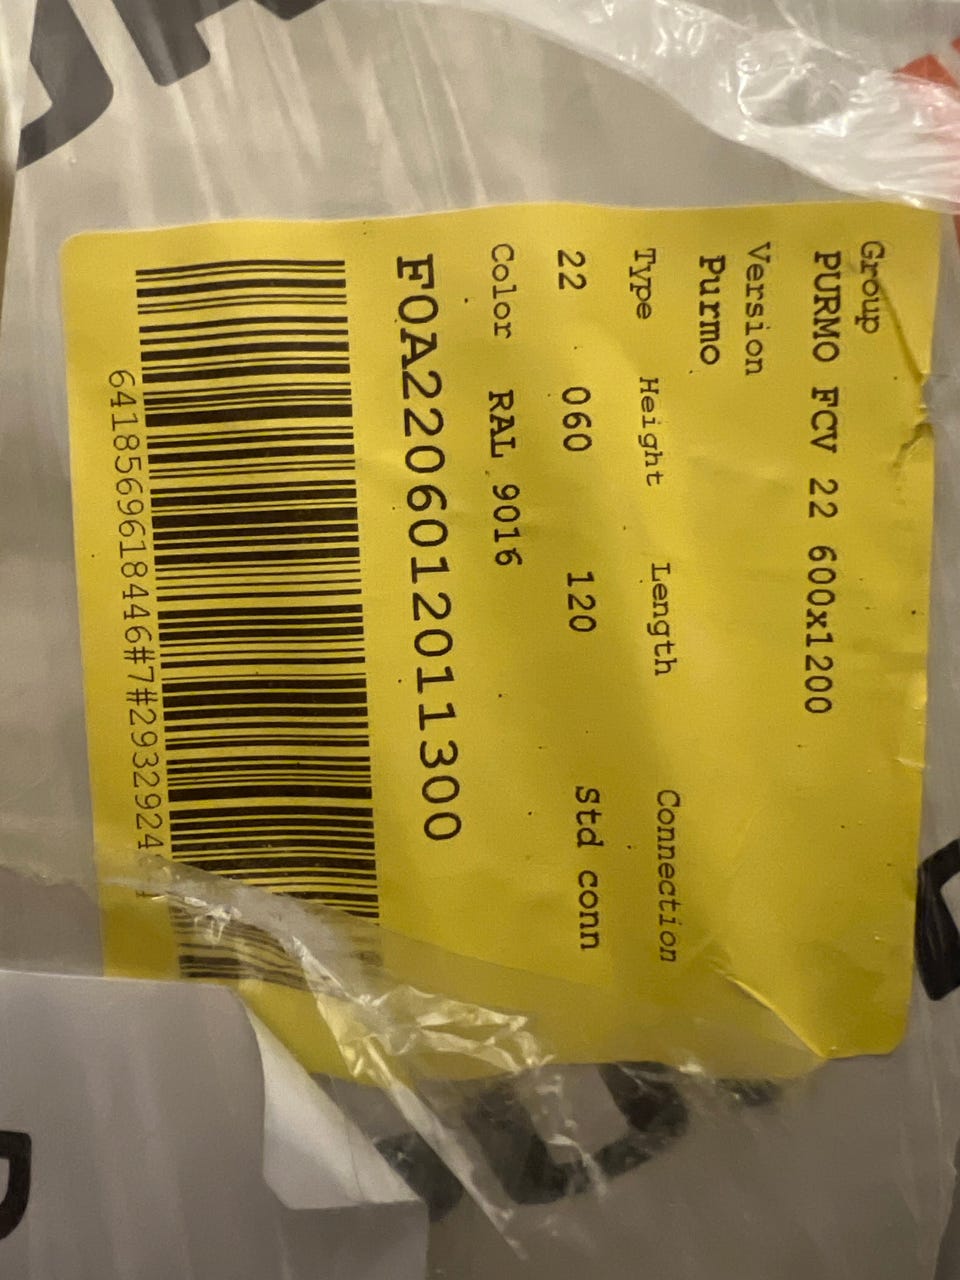 Group
PURMO FCV 22 600x1200
Version
Purmo
Type Height Length Connection
22 060 120 Std conn
Color RAL 9016
F0A2206012011300
6418569618446#7#2932924